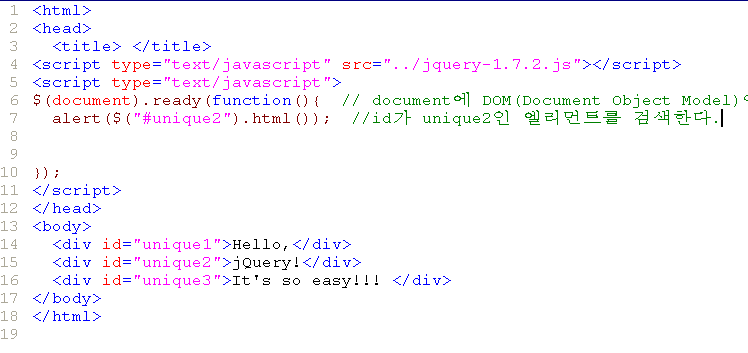 1 <html>
2 <head>
3   <title> </title>
4 <script type="text/javascript" src="../jquery-1.7.2.js"></script>
5 <script type="text/javascript">
6 $(document).ready(function(){  // document에 DOM(Document Object Model)
7   alert($("#unique2").html());  //id가 unique2인 엘리먼트를 검색한다.
8
9
10 });
11 </script>
12 </head>
13 <body>
14   <div id="unique1">Hello,</div>
15   <div id="unique2">jQuery!</div>
16   <div id="unique3">It's so easy!!! </div>
17 </body>
18 </html>
19